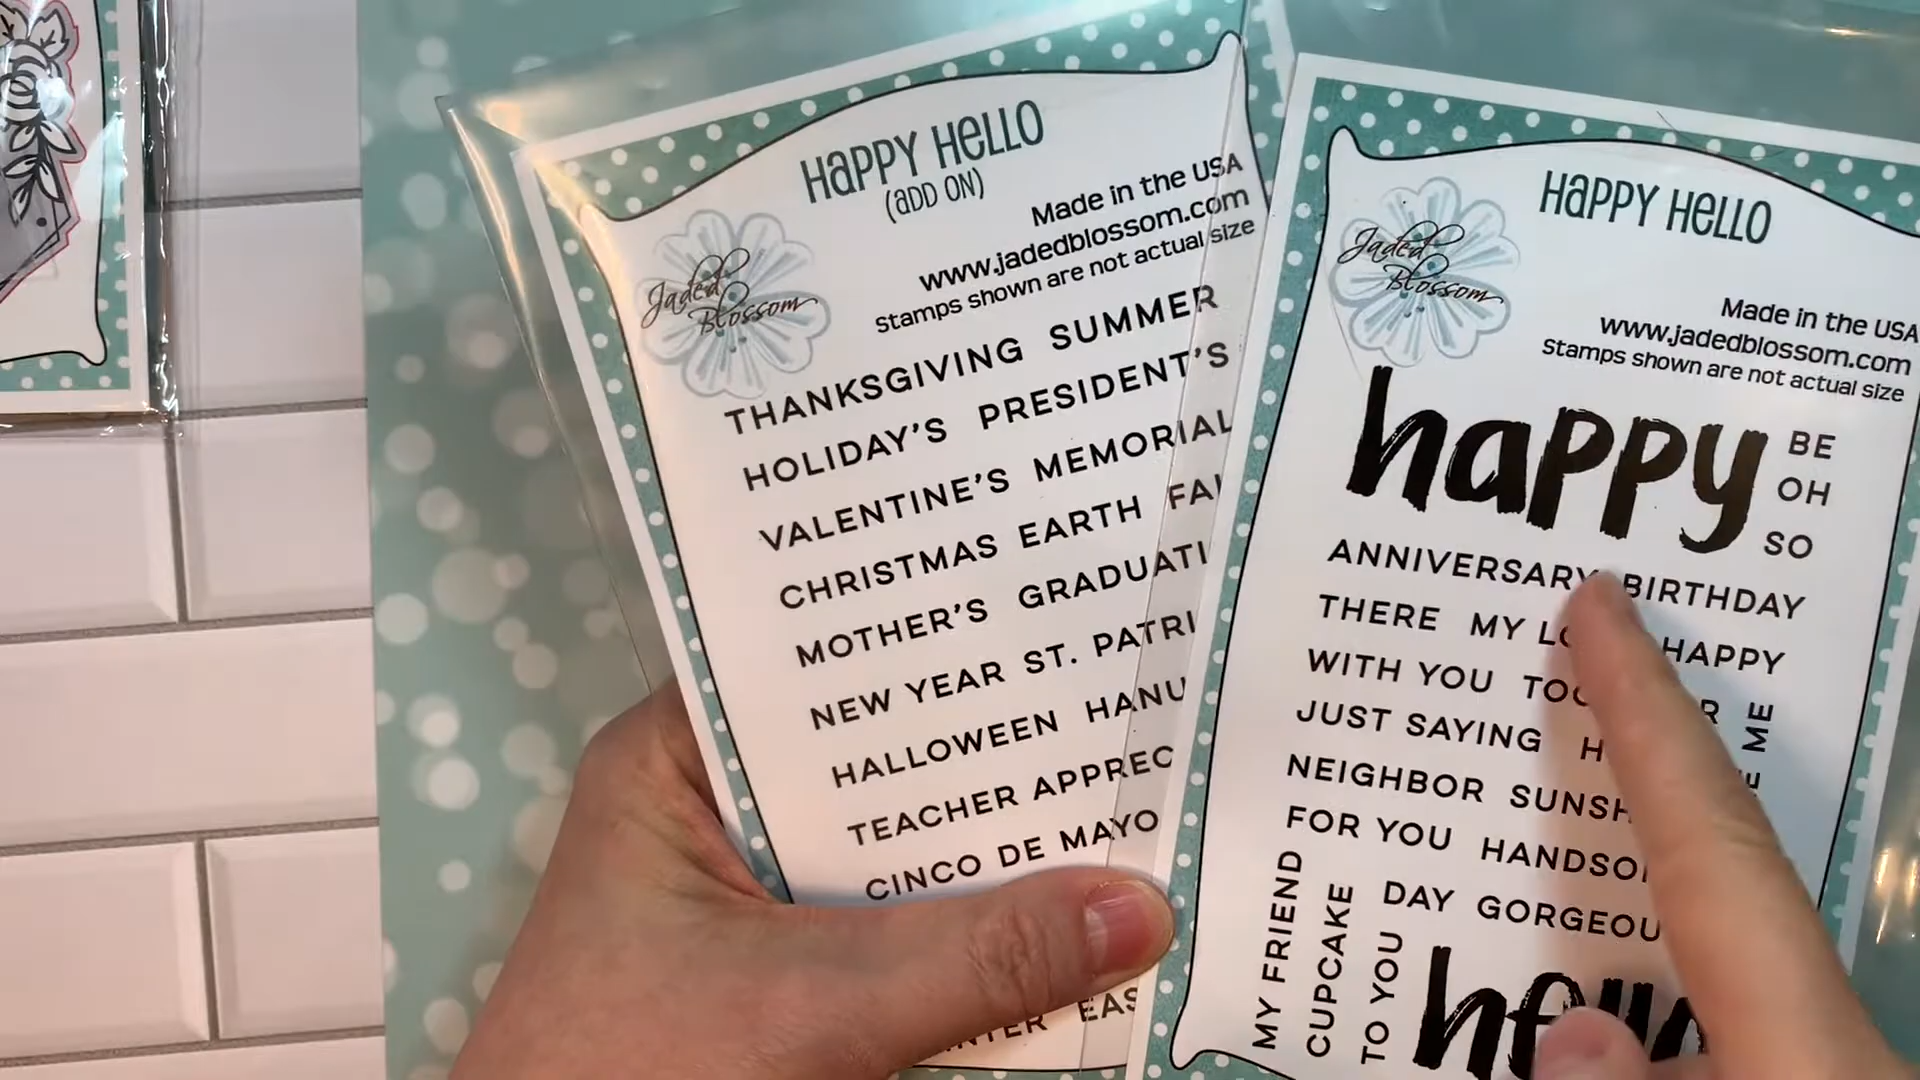 HAPPY HELLO
(ADD ON)
Jaded
Blossom
Made in the USA
www.jadedblossom.com
Stamps shown are not actual size
THANKSGIVING SUMMER
HOLIDAY'S PRESIDENT'S
VALENTINE'S MEMORIAL
CHRISTMAS EARTH
MOTHER'S
NEW YEAR ST.
HALLOWEEN
TEACHER
CINCO DE MAYO
HAPPY HELLO
Jaded
Blossom
Made in the USA
www.jadedblossom.com
Stamps shown are not actual size
happy
BE
OH
SO
ANNIVERSARY BIRTHDAY
THERE MY HAPPY
WITH YOU
JUST SAYING
ME
NEIGHBOR
FOR YOU
DAY
MY FRIEND
CUPCAKE
TO YOU
hello